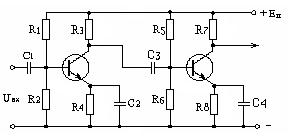 R1 R3 R5 R7 + Eп
C1 C3
Uвх R2 R4 C2 R6 R8 C4
-